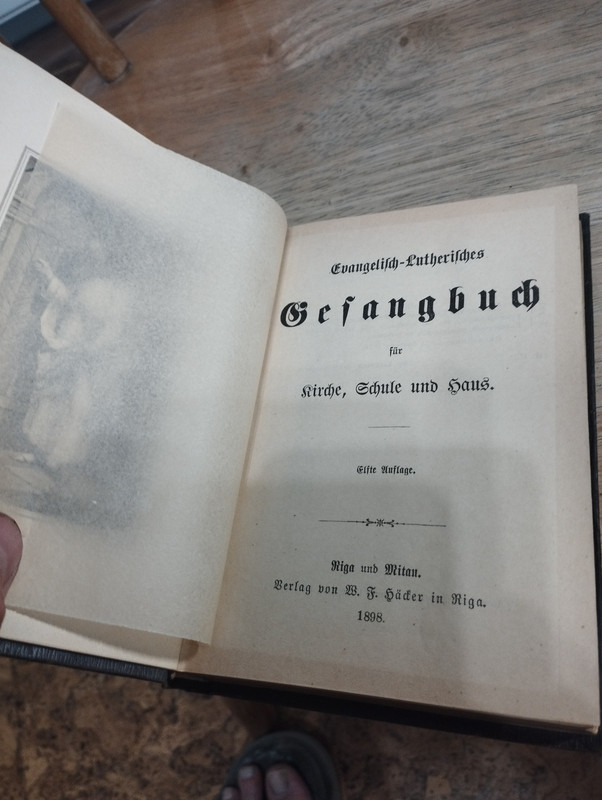 Evangeliſch-Lutheriſches
Geſangbuch
für
Kirche, Schule und Haus.
Elfte Auflage.
Riga und Mitau.
Verlag von W. F. Häcker in Riga.
1898.